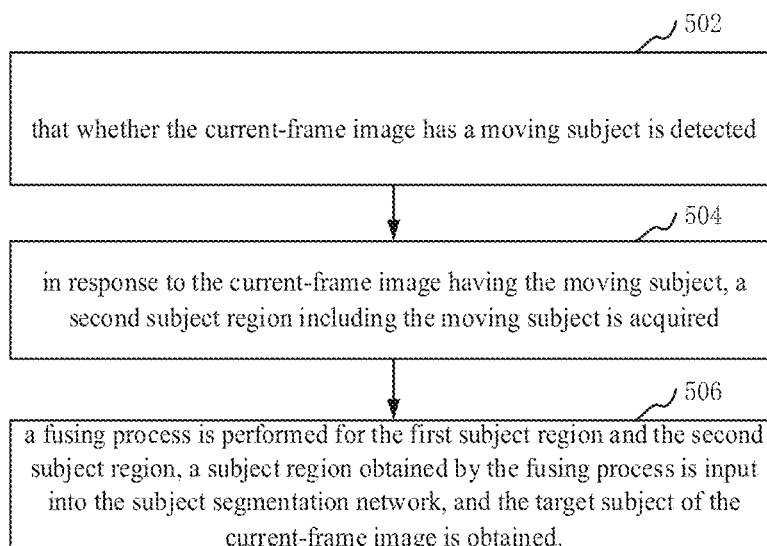 502
that whether the current-frame image has a moving subject is detected
504
in response to the current-frame image having the moving subject, a
second subject region including the moving subject is acquired
506
a fusing process is performed for the first subject region and the second
subject region, a subject region obtained by the fusing process is input
into the subject segmentation network, and the target subject of the
current-frame image is obtained.